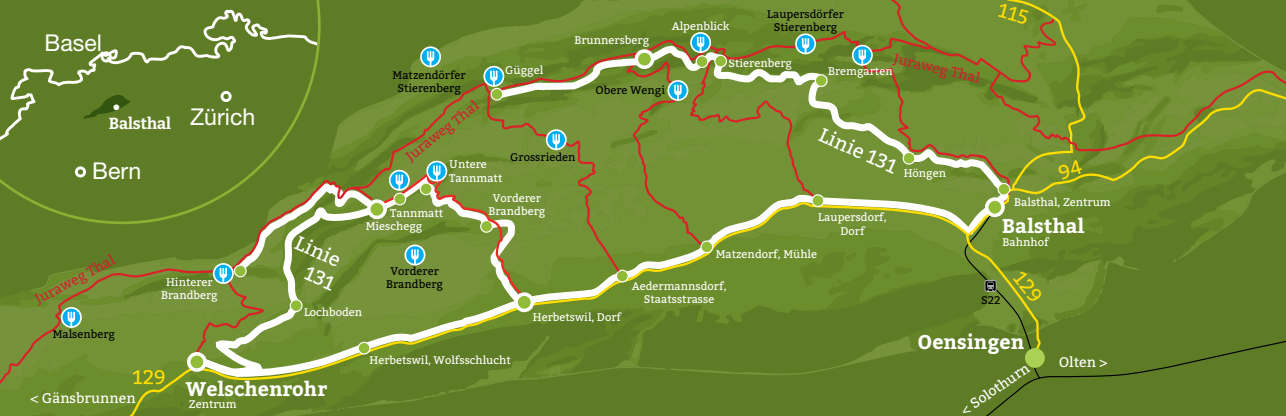 Basel
Zürich
Balsthal
Bern
115
Laupersdörfer
Stierenberg
Alpenblick
Brunnersberg
Stierenberg
Bremgarten
Juraweg Thal
Matzendörfer
Stierenberg
Güggel
Obere Wengi
Juraweg Thal
Grossrieden
Linie 131
Höngen
94
Untere
Tannmatt
Tannmatt
Mieschegg
Vorderer
Brandberg
Balsthal, Zentrum
Balsthal
Bahnhof
Laupersdorf,
Dorf
Matzendorf, Mühle
Linie
131
Vorderer
Brandberg
Juraweg Thal
Hinterer
Brandberg
Aedermannsdorf,
Staatsstrasse
129
S22
Lochboden
Herbetswil, Dorf
Malsenberg
Oensingen
Herbetswil, Wolfsschlucht
Olten >
< Solothurn
129
Welschenrohr
Zentrum
< Gänsbrunnen